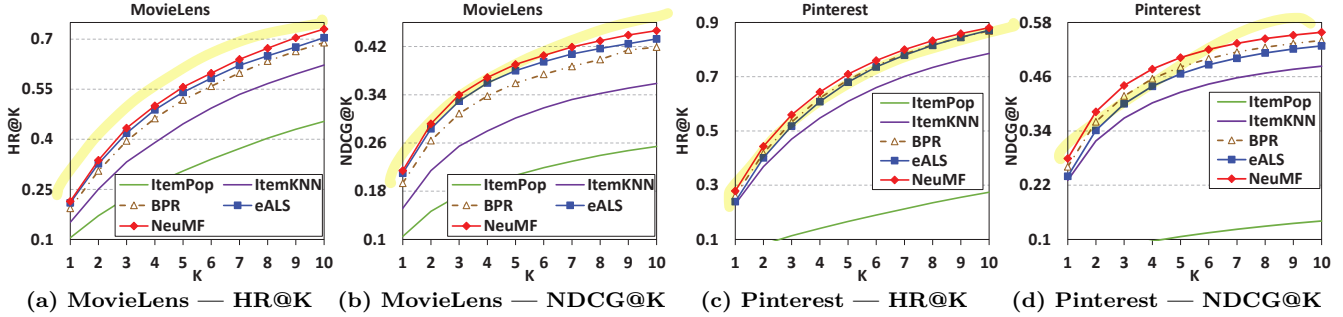 MovieLens
HR@K
0.7
0.55
0.4
0.25
0.1
ItemPop ItemKNN
BPR eALS
NeuMF
1 2 3 4 5 6 7 8 9 10
K
(a) MovieLens — HR@K
MovieLens
NDCG@K
0.42
0.34
0.26
0.18
0.1
ItemPop ItemKNN
BPR eALS
NeuMF
1 2 3 4 5 6 7 8 9 10
K
(b) MovieLens — NDCG@K
Pinterest
HR@K
0.9
0.7
0.5
0.3
0.1
ItemPop
ItemKNN
BPR
eALS
NeuMF
1 2 3 4 5 6 7 8 9 10
K
(c) Pinterest — HR@K
Pinterest
NDCG@K
0.58
0.46
0.34
0.22
0.1
ItemPop
ItemKNN
BPR
eALS
NeuMF
1 2 3 4 5 6 7 8 9 10
K
(d) Pinterest — NDCG@K